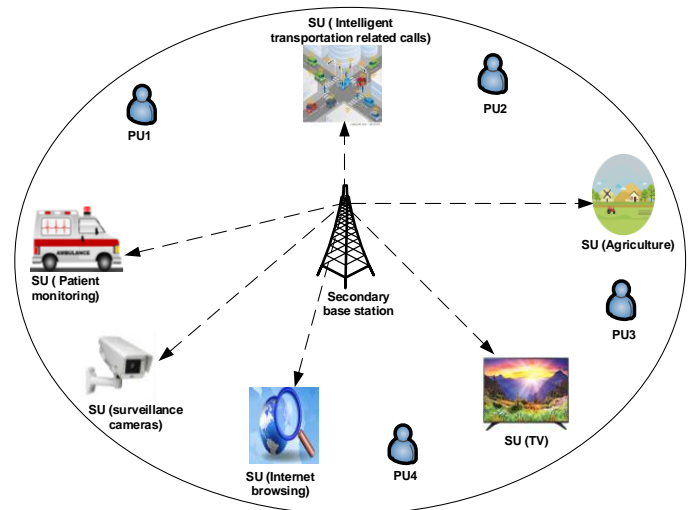 SU ( Intelligent
transportation related calls)
PU1
PU2
AMBULANCE
SU ( Patient
monitoring)
SU (Agriculture)
Secondary
base station
PU3
SU (surveillance
cameras)
SU (TV)
SU (Internet
browsing)
PU4